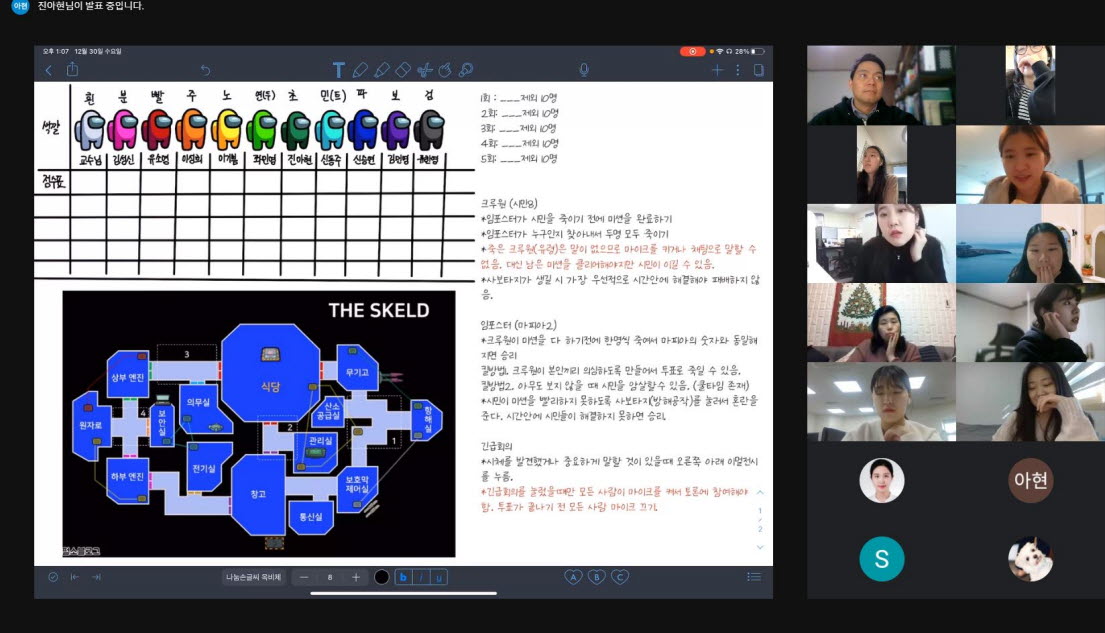 아현 진아현님이 발표 중입니다.
오후 1:07 12월 30일 수요일
28%
T
흰 분 빨 주 노 연(두) 초 민(트) 파 보 검
색깔
교수님 김성신 유소연 이기쁨 진아현 신동주 신승연
점수표
1회 : ___제외 10명
2회: ___제외 10명
3회: ___제외 10명
4회: ___제외 10명
5회: ___제외 10명
크루원 (시민8)
*임포스터가 시민을 죽이기 전에 미션을 완료하기
*임포스터가 누구인지 찾아내서 두명 모두 죽이기
*죽은 크루원(유령)은 말이 없으므로 마이크를 키거나 채팅으로 말할 수
없음. 대신 남은 미션을 클리어해야지만 시민이 이길 수 있음.
*사보타지가 생길 시 가장 우선적으로 시간안에 해결해야 패배하지 않
음.
임포스터 (마피아2)
*크루원이 미션을 다 하기전에 한명씩 죽여서 마피아의 숫자와 동일해
지면 승리
킬방법1. 크루원이 본인끼리 의심하도록 만들어서 투표로 죽일 수 있음.
킬방법2. 아무도 보지 않을 때 시민을 암살할수 있음. (쿨타임 존재)
*시민이 미션을 빨리하지 못하도록 사보타지(방해공작)를 눌러서 혼란을
준다. 시간안에 시민들이 해결하지 못하면 승리.
긴급회의
*시체를 발견했거나 중요하게 말할 것이 있을때 오른쪽 아래 이멀전시
를 누름.
*긴급회의를 눌렀을때만 모든 사람이 마이크를 켜서 토론에 참여해야
함. 투표가 끝나기 전 모든 사람 마이크 끄기.
THE SKELD
3
상부 엔진
식당
무기고
의무실
산소
공급실
원자로
4
보
안
실
항
해
실
2
관리실
1
하부 엔진
전기실
창고
보호막
제어실
통신실
1
/
2
나눔손글씨 붓 8 b i u
A B C
아현
S